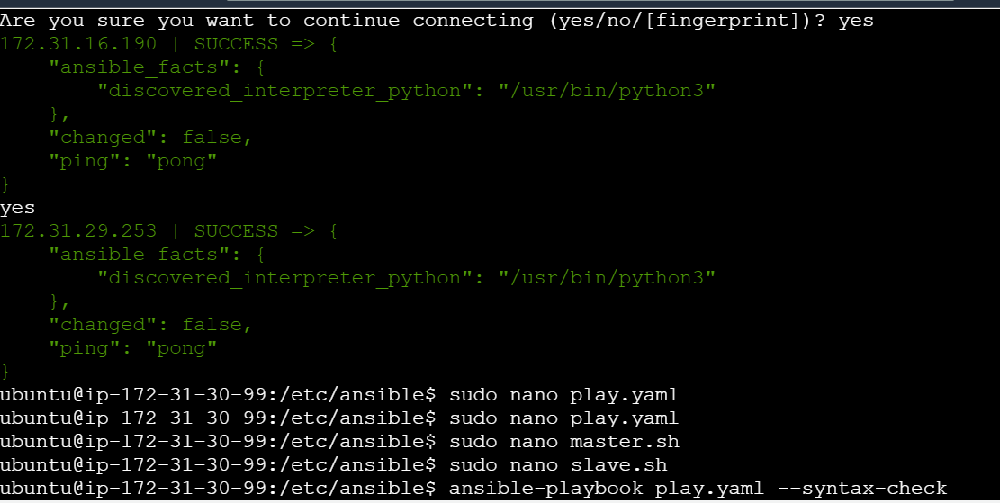 Are you sure you want to continue connecting (yes/no/[fingerprint])? yes
172.31.16.190 | SUCCESS => {
    "ansible_facts": {
        "discovered_interpreter_python": "/usr/bin/python3"
    },
    "changed": false,
    "ping": "pong"
}
yes
172.31.29.253 | SUCCESS => {
    "ansible_facts": {
        "discovered_interpreter_python": "/usr/bin/python3"
    },
    "changed": false,
    "ping": "pong"
}
ubuntu@ip-172-31-30-99:/etc/ansible$ sudo nano play.yaml
ubuntu@ip-172-31-30-99:/etc/ansible$ sudo nano play.yaml
ubuntu@ip-172-31-30-99:/etc/ansible$ sudo nano master.sh
ubuntu@ip-172-31-30-99:/etc/ansible$ sudo nano slave.sh
ubuntu@ip-172-31-30-99:/etc/ansible$ ansible-playbook play.yaml --syntax-check